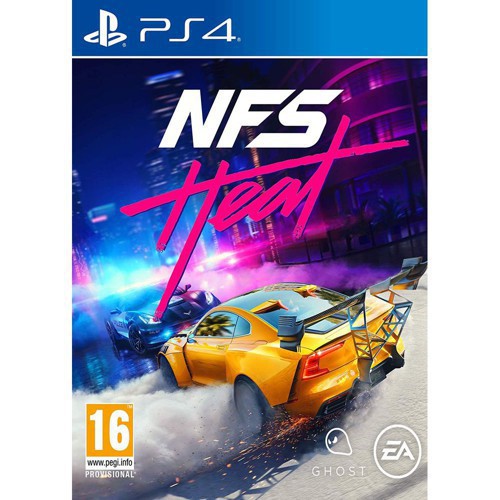 PS4
NFS
Heat
16
www.pegi.info
PROVISIONAL
GHOST
EA